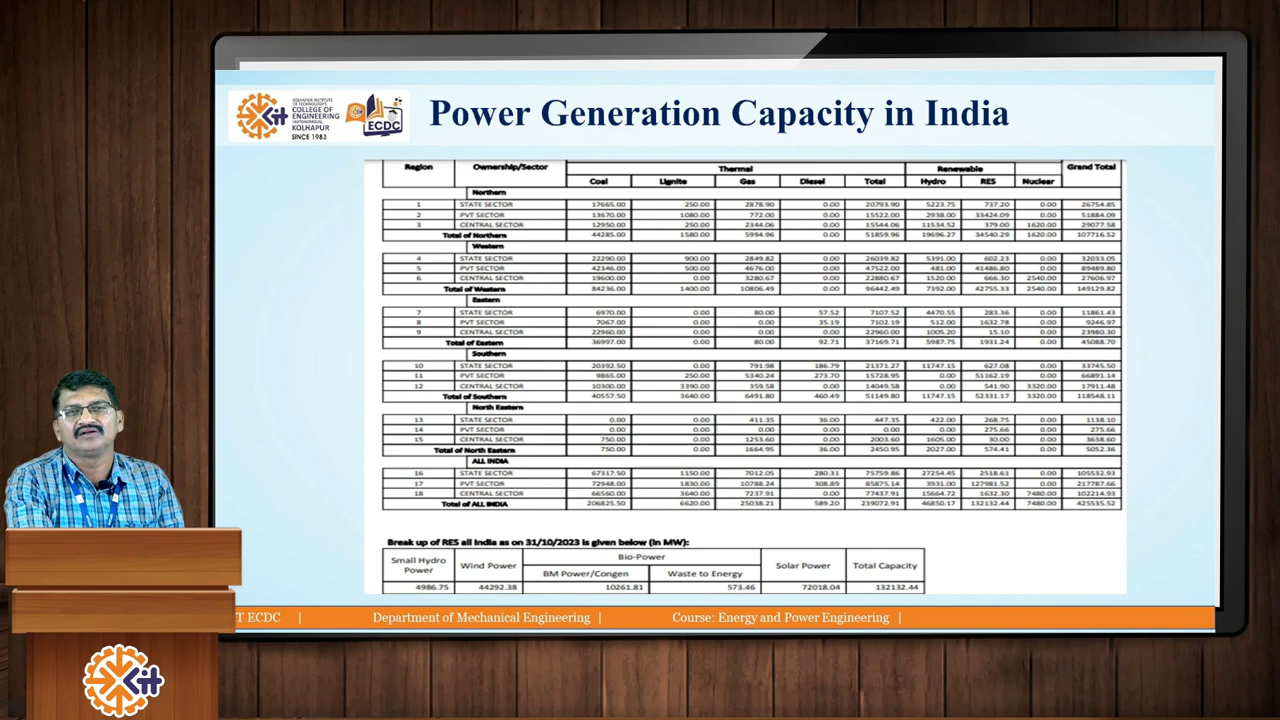 KOLHAPUR INSTITUTE
OF TECHNOLOGY'S
COLLEGE OF
ENGINEERING
(AUTONOMOUS),
KOLHAPUR
SINCE 1983
Kit
ECDC
Power Generation Capacity in India
Region Ownership/Sector Thermal Renewable Grand Total
Coal Lignite Gas Diesel Total Hydro RES Nuclear
Northern
1 STATE SECTOR 17665.00 250.00 2878.90 0.00 20793.90 5223.75 737.20 0.00 26754.85
2 PVT SECTOR 13670.00 1080.00 772.00 0.00 15522.00 2938.00 33424.09 0.00 51884.09
3 CENTRAL SECTOR 12950.00 250.00 2344.06 0.00 15544.06 11534.52 379.00 1620.00 29077.58
Total of Northern 44285.00 1580.00 5994.96 0.00 51859.96 19696.27 34540.29 1620.00 107716.52
Western
4 STATE SECTOR 22290.00 900.00 2849.82 0.00 26039.82 5391.00 602.23 0.00 32033.05
5 PVT SECTOR 42346.00 500.00 4676.00 0.00 47522.00 481.00 41486.80 0.00 89489.80
6 CENTRAL SECTOR 19600.00 0.00 3280.67 0.00 22880.67 1520.00 666.30 2540.00 27606.97
Total of Western 84236.00 1400.00 10806.49 0.00 96442.49 7392.00 42755.33 2540.00 149129.82
Eastern
7 STATE SECTOR 6970.00 0.00 80.00 57.52 7107.52 4470.55 283.36 0.00 11861.43
8 PVT SECTOR 7067.00 0.00 0.00 35.19 7102.19 512.00 1632.78 0.00 9246.97
9 CENTRAL SECTOR 22960.00 0.00 0.00 0.00 22960.00 1005.20 15.10 0.00 23980.30
Total of Eastern 36997.00 0.00 80.00 92.71 37169.71 5987.75 1931.24 0.00 45088.70
Southern
10 STATE SECTOR 20392.50 0.00 791.98 186.79 21371.27 11747.15 627.08 0.00 33745.50
11 PVT SECTOR 9865.00 250.00 5340.24 273.70 15728.95 0.00 51162.19 0.00 66891.14
12 CENTRAL SECTOR 10300.00 3390.00 359.58 0.00 14049.58 0.00 541.90 3320.00 17911.48
Total of Southern 40557.50 3640.00 6491.80 460.49 51149.80 11747.15 52331.17 3320.00 118548.11
North Eastern
13 STATE SECTOR 0.00 0.00 411.35 36.00 447.35 422.00 268.75 0.00 1138.10
14 PVT SECTOR 0.00 0.00 0.00 0.00 0.00 0.00 275.66 0.00 275.66
15 CENTRAL SECTOR 750.00 0.00 1253.60 0.00 2003.60 1605.00 30.00 0.00 3638.60
Total of North Eastern 750.00 0.00 1664.95 36.00 2450.95 2027.00 574.41 0.00 5052.36
ALL INDIA
16 STATE SECTOR 67317.50 1150.00 7012.05 280.31 75759.86 27254.45 2518.61 0.00 105532.93
17 PVT SECTOR 72948.00 1830.00 10788.24 308.89 85875.14 3931.00 127981.52 0.00 217787.66
18 CENTRAL SECTOR 66560.00 3640.00 7237.91 0.00 77437.91 15664.72 1632.30 7480.00 102214.93
Total of ALL INDIA 206825.50 6620.00 25038.21 589.20 239072.91 46850.17 132132.44 7480.00 425535.52
Break up of RES all India as on 31/10/2023 is given below (in MW):
Small Hydro Power Wind Power Bio-Power Solar Power Total Capacity
BM Power/Congen Waste to Energy
4986.75 44292.38 10261.81 573.46 72018.04 132132.44
T ECDC | Department of Mechanical Engineering | Course: Energy and Power Engineering |
Kit